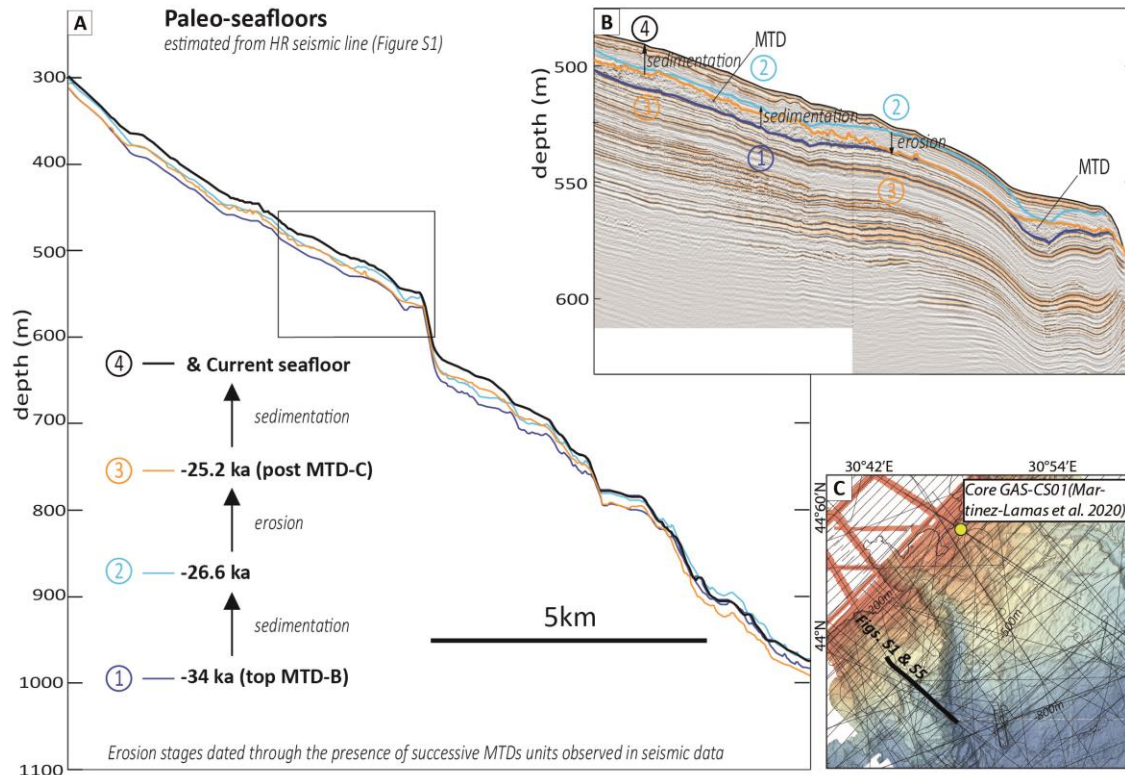 A
Paleo-seafloors
estimated from HR seismic line (Figure S1)
depth (m)
300
400
500
600
700
800
900
1000
1100
4 & Current seafloor
sedimentation
3 -25.2 ka (post MTD-C)
erosion
2 -26.6 ka
sedimentation
1 -34 ka (top MTD-B)
5km
Erosion stages dated through the presence of successive MTDs units observed in seismic data
B
depth (m)
500
550
600
4
MTD
sedimentation
2
3
sedimentation
2
erosion
1
3
MTD
30°42′E
30°54′E
C
Core GAS-CS01(Mar-
tinez-Lamas et al. 2020)
44°60′N
44°N
200m
(Figs. S1 & S5
800m